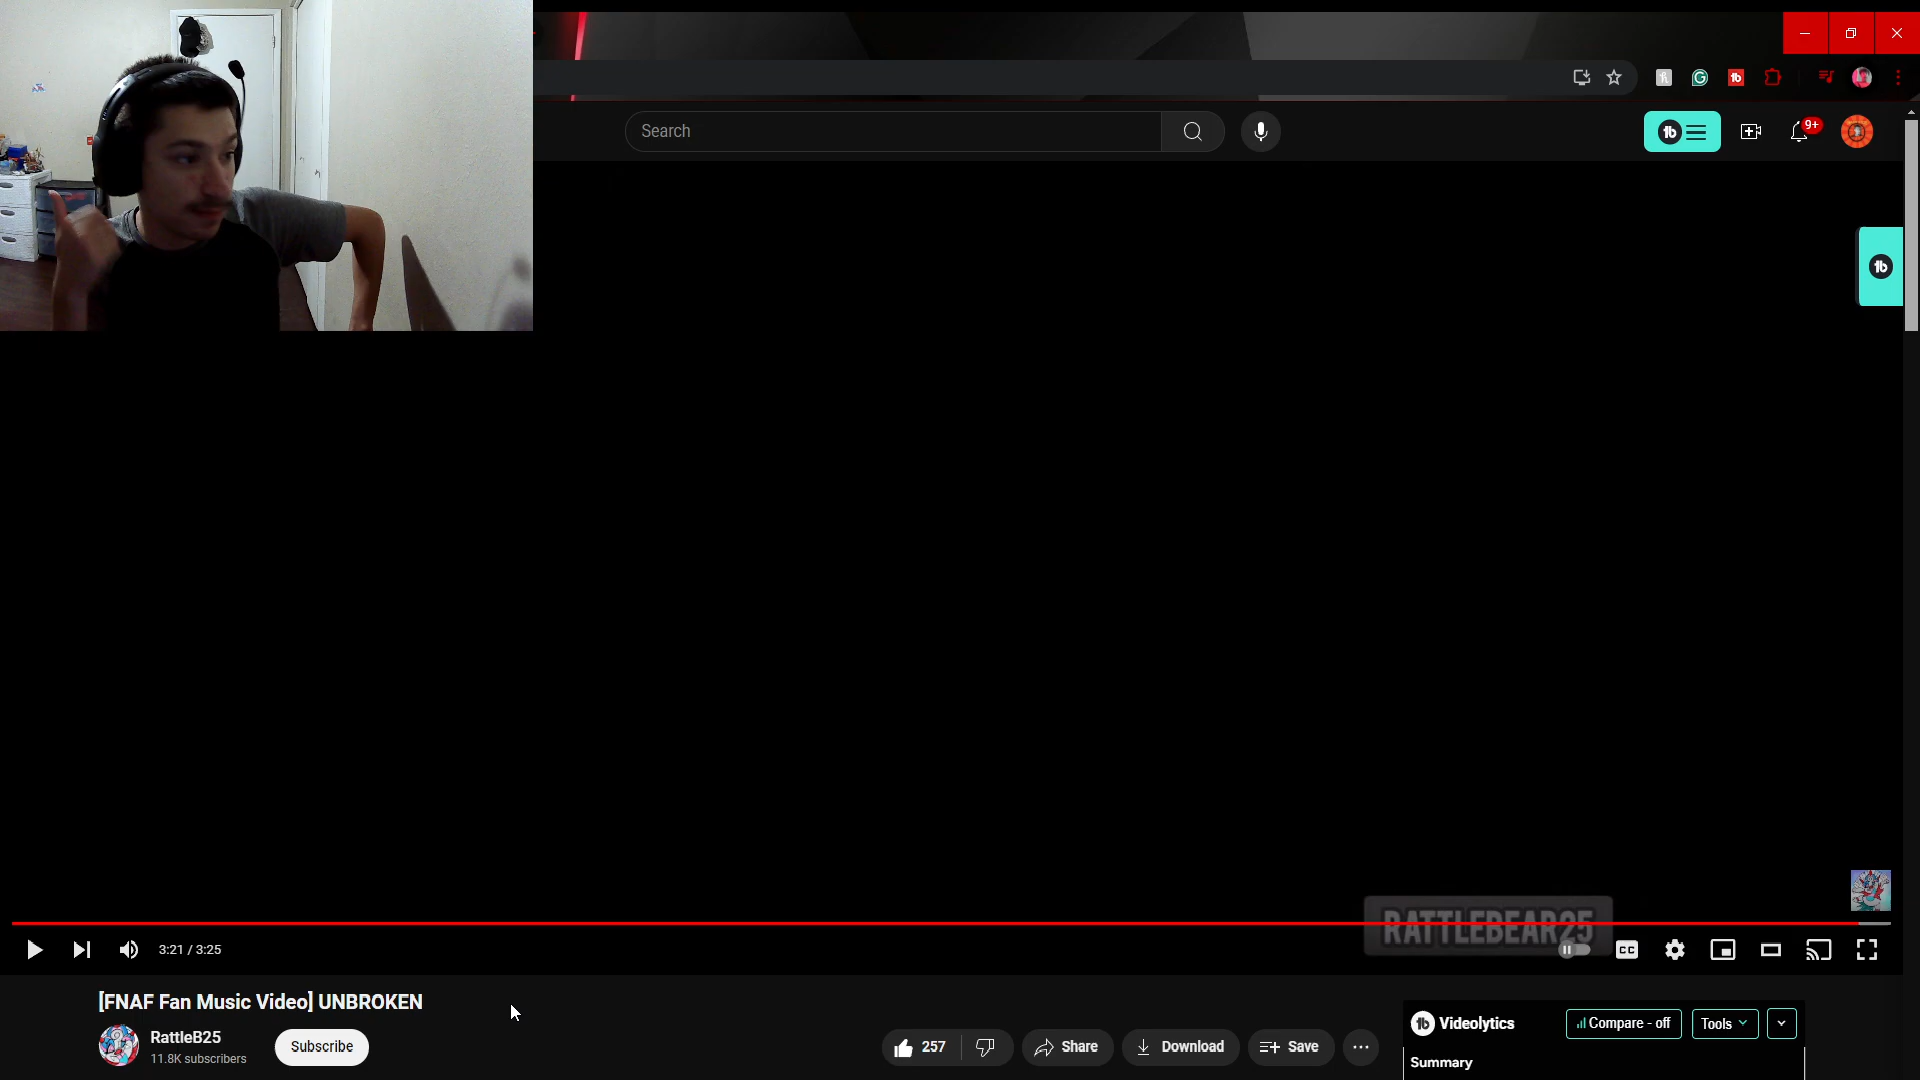 Search
9+
RATTLEBEAR25
3:21 / 3:25
CC
[FNAF Fan Music Video] UNBROKEN
RattleB25
11.8K subscribers
Subscribe
257
Share
Download
Save
Videolytics
Compare - off
Tools
Summary